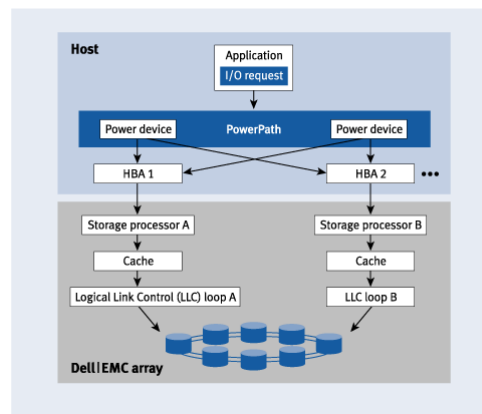 Host
Application
I/O request
Power device
PowerPath
Power device
HBA 1
HBA 2
Storage processor A
Storage processor B
Cache
Cache
Logical Link Control (LLC) loop A
LLC loop B
Dell|EMC array